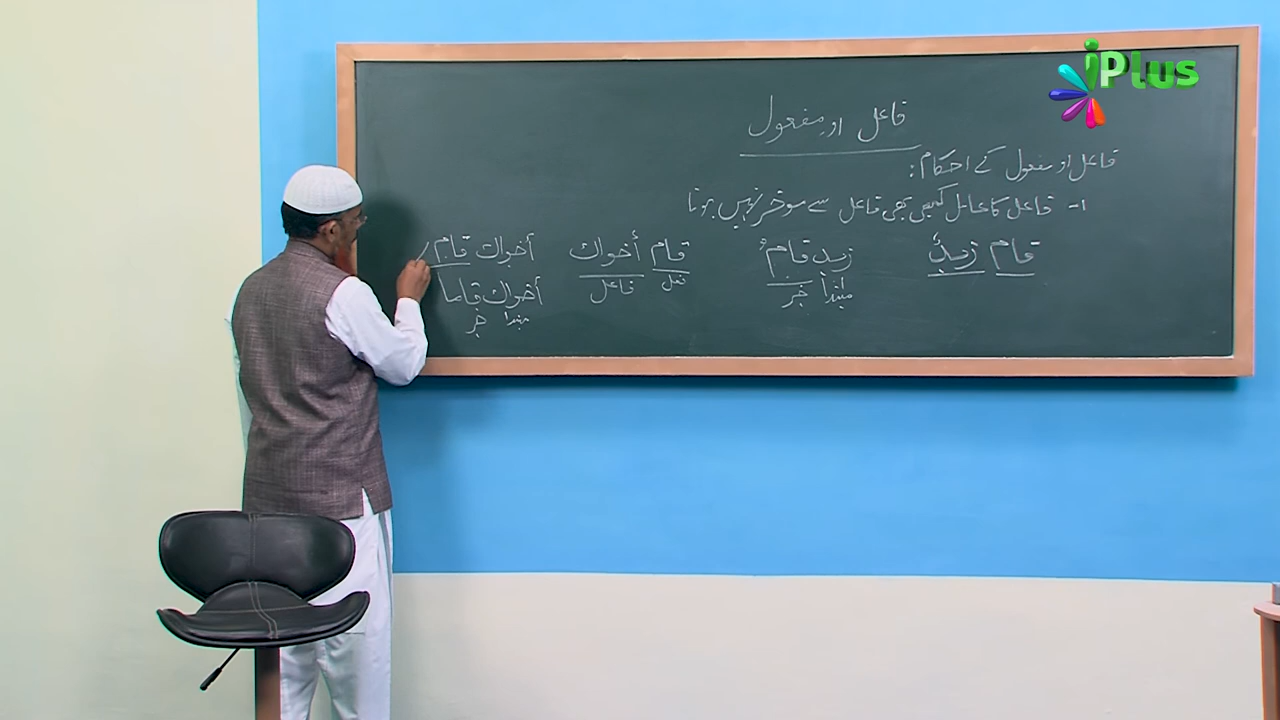 iPlus
فاعل اور مفعول
فاعل اور مفعول کے احکام:
۱- فاعل کا عامل کبھی بھی فاعل سے موخر نہیں ہوتا
قام زیدٌ زید قام قام أخواك أخواك قام
مبتدا خبر فعل فاعل أخواك قاما
مبتدا خبر